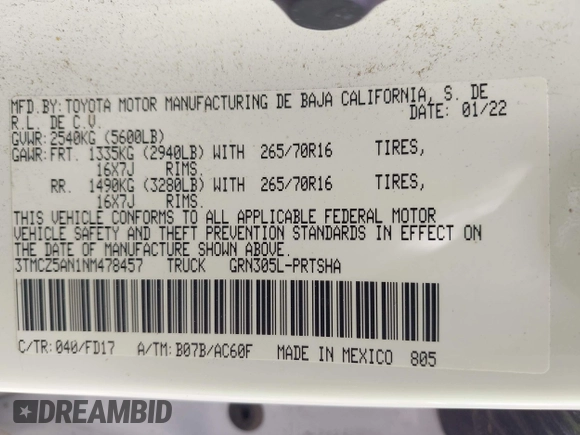 MFD.BY:TOYOTA MOTOR MANUFACTURING DE BAJA CALIFORNIA, S. DE
R.L. DE C.V. DATE: 01/22
GVWR:2540KG (5600LB)
GAWR:FRT. 1335KG (2940LB) WITH 265/70R16 TIRES,
16X7J RIMS.
RR. 1490KG (3280LB) WITH 265/70R16 TIRES,
16X7J RIMS.
THIS VEHICLE CONFORMS TO ALL APPLICABLE FEDERAL MOTOR
VEHICLE SAFETY AND THEFT PREVENTION STANDARDS IN EFFECT ON
THE DATE OF MANUFACTURE SHOWN ABOVE.
3TMCZ5AN1NM478457 TRUCK GRN305L-PRTSHA
C/TR:040/FD17 A/TM:B07B/AC60F MADE IN MEXICO 805
DREAMBID